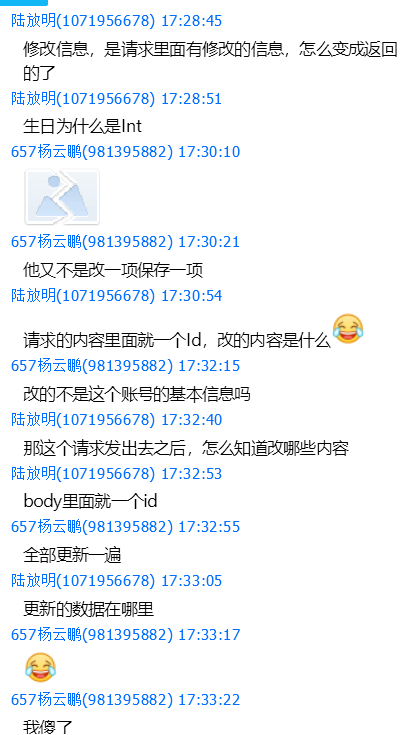 陆放明(1071956678) 17:28:45
修改信息，是请求里面有修改的信息，怎么变成返回
的了
陆放明(1071956678) 17:28:51
生日为什么是Int
657杨云鹏(981395882) 17:30:10
657杨云鹏(981395882) 17:30:21
他又不是改一项保存一项
陆放明(1071956678) 17:30:54
请求的内容里面就一个Id，改的内容是什么
657杨云鹏(981395882) 17:32:15
改的不是这个账号的基本信息吗
陆放明(1071956678) 17:32:40
那这个请求发出去之后，怎么知道改哪些内容
陆放明(1071956678) 17:32:53
body里面就一个id
657杨云鹏(981395882) 17:32:55
全部更新一遍
陆放明(1071956678) 17:33:05
更新的数据在哪里
657杨云鹏(981395882) 17:33:17
657杨云鹏(981395882) 17:33:22
我傻了